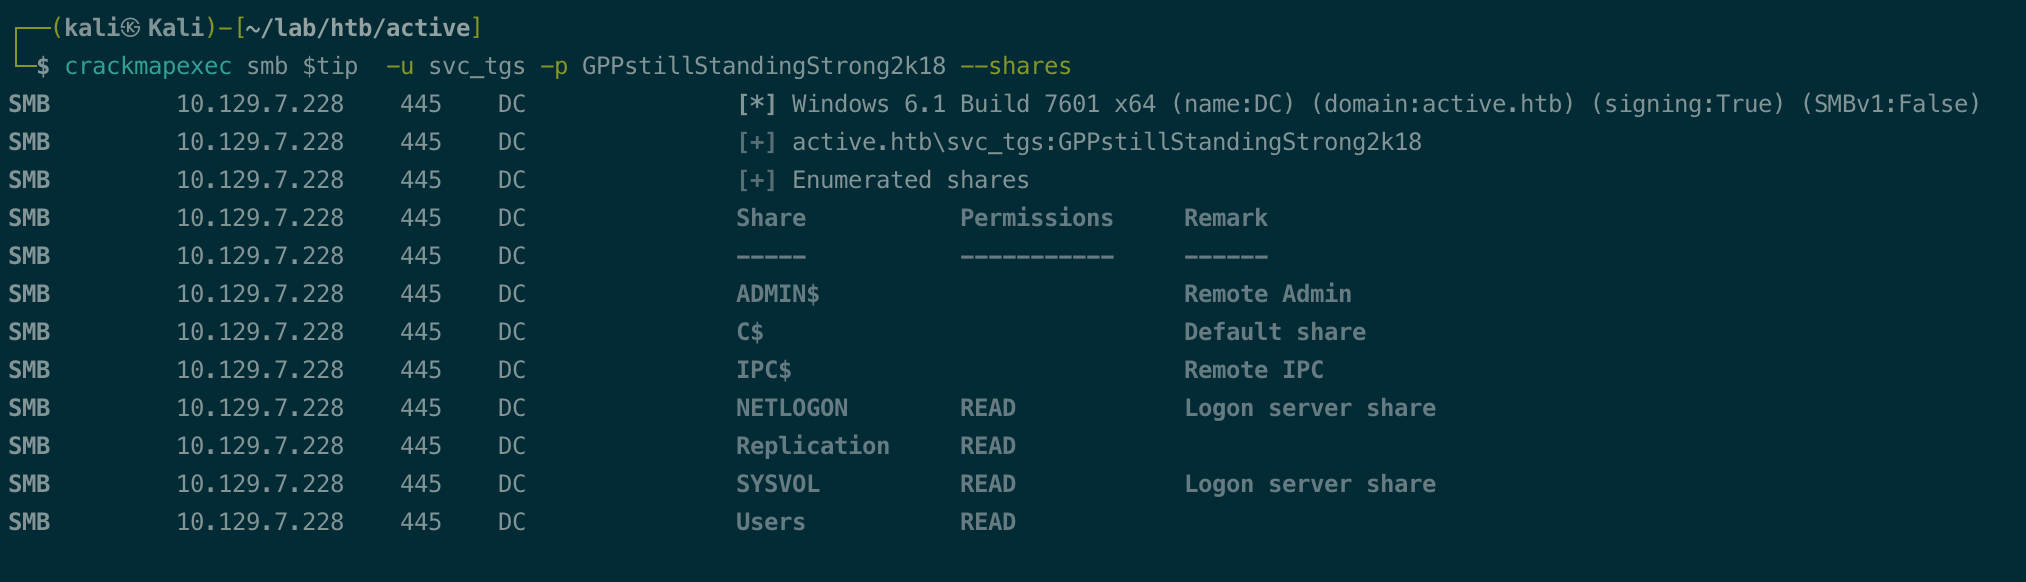 (kali㉿Kali)-[~/lab/htb/active]
$ crackmapexec smb $tip  -u svc_tgs -p GPPstillStandingStrong2k18 --shares
SMB         10.129.7.228    445    DC               [*] Windows 6.1 Build 7601 x64 (name:DC) (domain:active.htb) (signing:True) (SMBv1:False)
SMB         10.129.7.228    445    DC               [+] active.htb\svc_tgs:GPPstillStandingStrong2k18
SMB         10.129.7.228    445    DC               [+] Enumerated shares
SMB         10.129.7.228    445    DC               Share           Permissions     Remark
SMB         10.129.7.228    445    DC               -----           -----------     ------
SMB         10.129.7.228    445    DC               ADMIN$                          Remote Admin
SMB         10.129.7.228    445    DC               C$                              Default share
SMB         10.129.7.228    445    DC               IPC$                            Remote IPC
SMB         10.129.7.228    445    DC               NETLOGON        READ            Logon server share
SMB         10.129.7.228    445    DC               Replication     READ
SMB         10.129.7.228    445    DC               SYSVOL          READ            Logon server share
SMB         10.129.7.228    445    DC               Users           READ